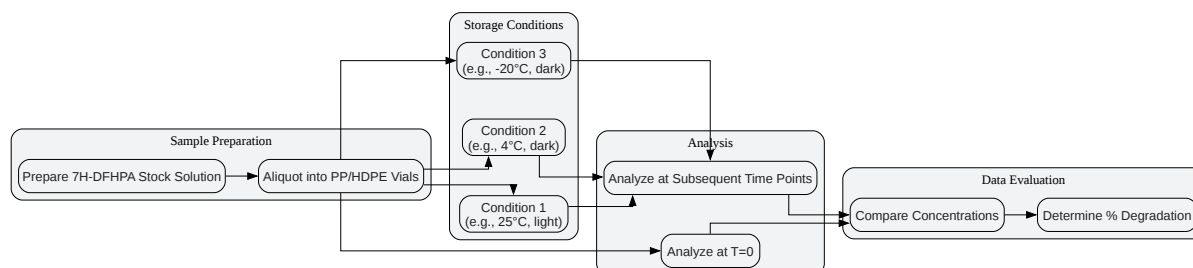 Sample Preparation
Prepare 7H-DFHPA Stock Solution
Aliquot into PP/HDPE Vials
Storage Conditions
Condition 3
(e.g., -20°C, dark)
Condition 2
(e.g., 4°C, dark)
Condition 1
(e.g., 25°C, light)
Analysis
Analyze at Subsequent Time Points
Analyze at T=0
Data Evaluation
Compare Concentrations
Determine % Degradation